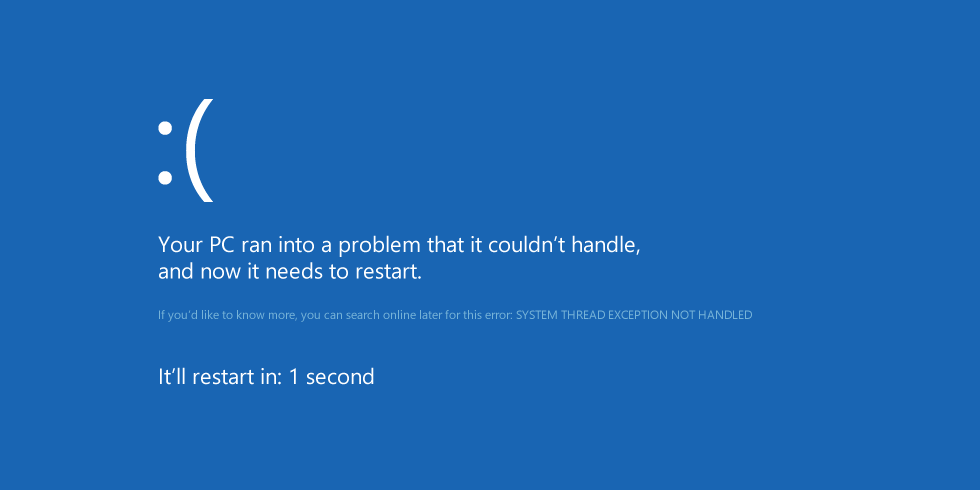 :(
Your PC ran into a problem that it couldn’t handle,
and now it needs to restart.
If you’d like to know more, you can search online later for this error: SYSTEM THREAD EXCEPTION NOT HANDLED
It’ll restart in: 1 second